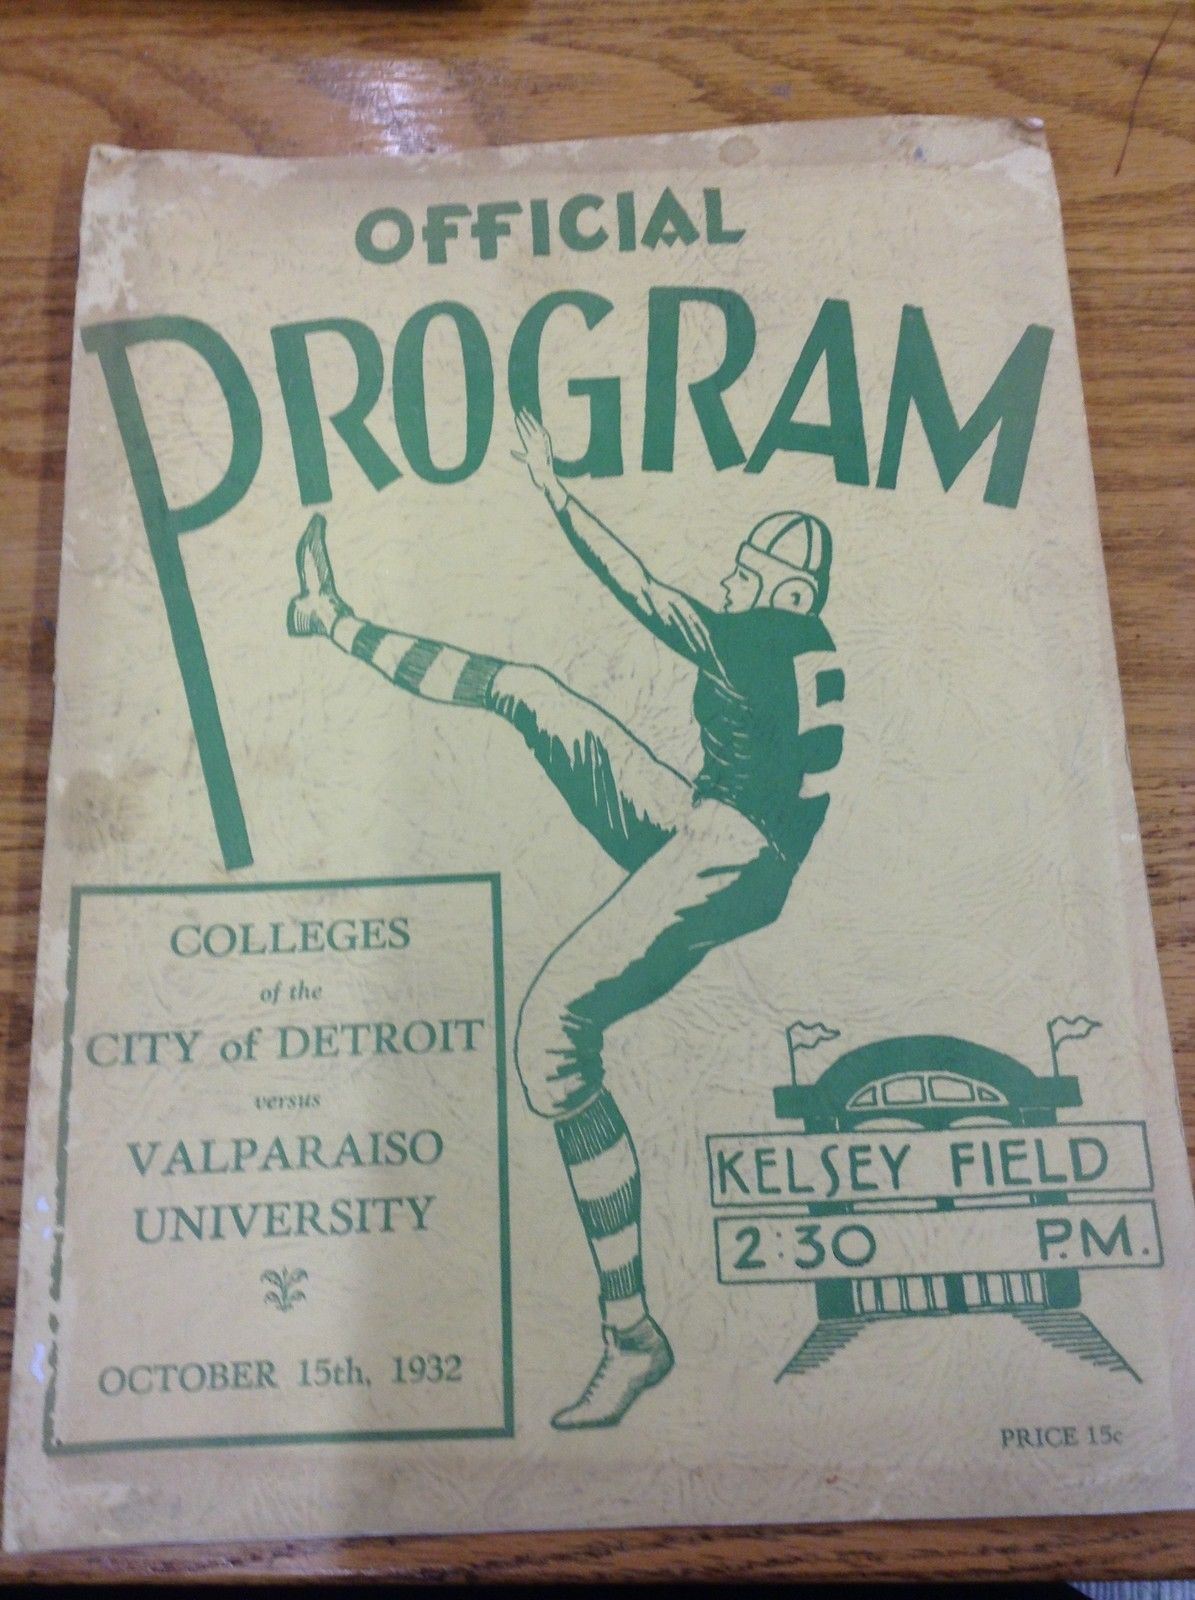 OFFICIAL
PROGRAM
COLLEGES
of the
CITY of DETROIT
versus
VALPARAISO
UNIVERSITY
OCTOBER 15th, 1932
KELSEY FIELD
2:30 P.M.
PRICE 15c